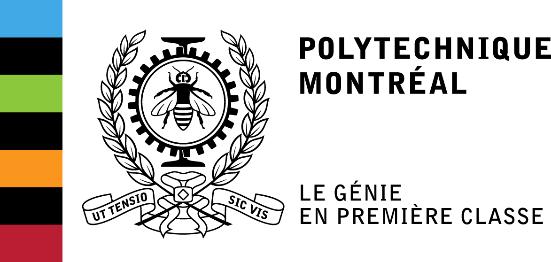 POLYTECHNIQUE
MONTRÉAL
UT TENSIO SIC VIS
LE GÉNIE
EN PREMIÈRE CLASSE